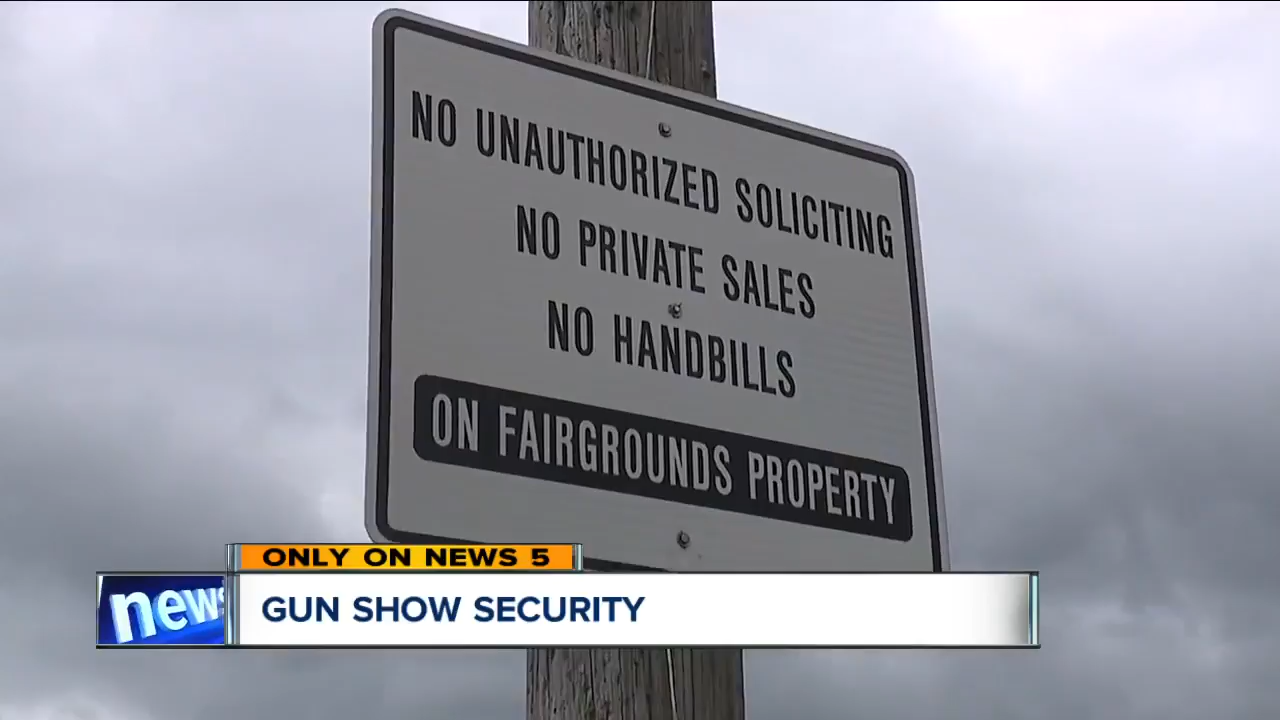 NO UNAUTHORIZED SOLICITING
NO PRIVATE SALES
NO HANDBILLS
ON FAIRGROUNDS PROPERTY
ONLY ON NEWS 5
news
GUN SHOW SECURITY